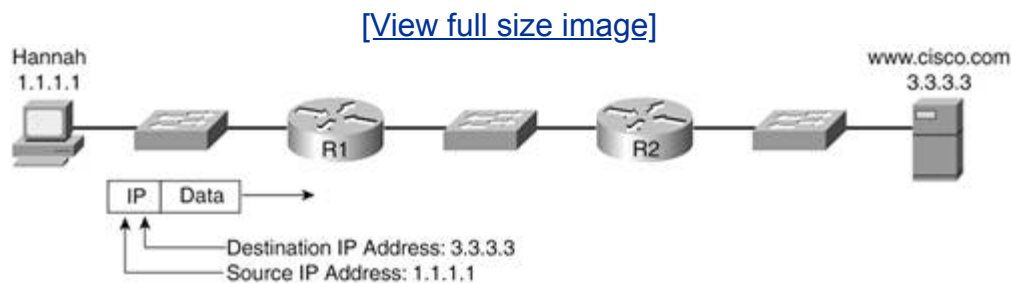 [View full size image]
Hannah
1.1.1.1
www.cisco.com
3.3.3.3
R1
R2
IP Data
Destination IP Address: 3.3.3.3
Source IP Address: 1.1.1.1